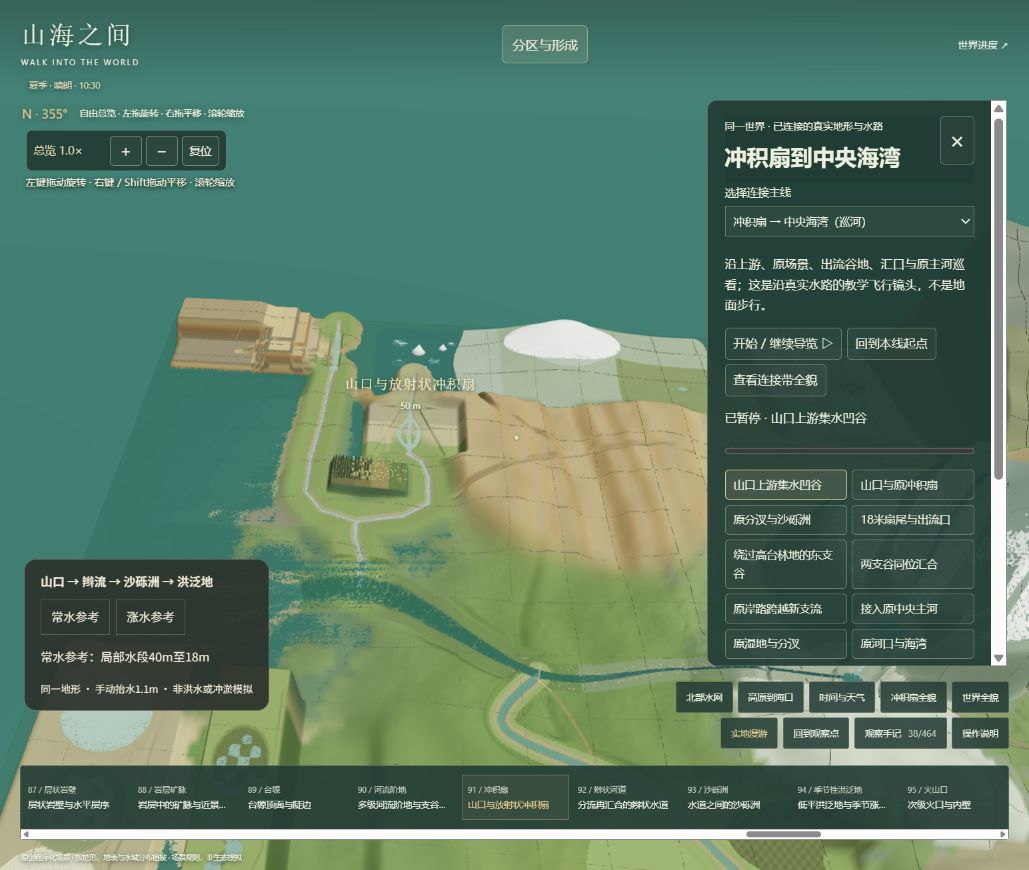 山海之间
WALK INTO THE WORLD
夏季 · 晴朗 · 10:30
N · 355°
自由总览 · 左拖旋转 · 右拖平移 · 滚轮缩放
总览 1.0×
+
−
复位
左键拖动旋转 · 右键 / Shift拖动平移 · 滚轮缩放
分区与形成
世界进度 ↗
同一世界 · 已连接的真实地形与水路
冲积扇到中央海湾
×
选择连接主线
冲积扇 → 中央海湾（巡河）
沿上游、原场景、出流谷地、汇口与原主河巡
看；这是沿真实水路的教学飞行镜头，不是地
面步行。
开始 / 继续导览 ▷
回到本线起点
查看连接带全貌
已暂停 · 山口上游集水凹谷
山口上游集水凹谷
山口与原冲积扇
原分汊与沙砾洲
18米扇尾与出流口
绕过高台林地的东支
谷
两支谷同位汇合
原岸路跨越新支流
接入原中央主河
原湿地与分汊
原河口与海湾
山口与放射状冲积扇
50 m
山口 → 辫流 → 沙砾洲 → 洪泛地
常水参考
涨水参考
常水参考：局部水段40m至18m
同一地形 · 手动抬水1.1m · 非洪水或冲淤模拟
北部水网
高原到海口
时间与天气
冲积扇全貌
世界全貌
实地漫游
回到观察点
观察手记 38/464
操作说明
87 / 层状岩壁
层状岩壁与水平层序
88 / 岩层矿脉
岩层中的矿脉与近景...
89 / 台塬
台塬顶面与陡边
90 / 河流阶地
多级河流阶地与支谷...
91 / 冲积扇
山口与放射状冲积扇
92 / 辫状河道
分流再汇合的辫状水道
93 / 沙砾洲
水道之间的沙砾洲
94 / 季节性洪泛地
低平洪泛地与季节涨...
95 / 火山口
次级火口与内壁